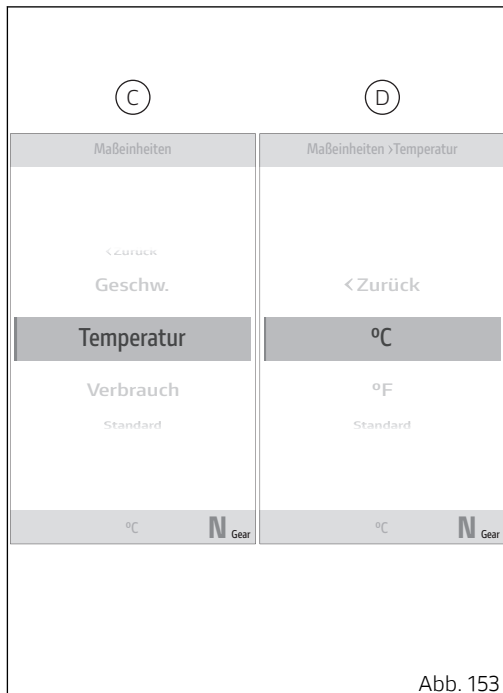 C
Maßeinheiten
< Zurück
Geschw.
Temperatur
Verbrauch
Standard
ºC
N Gear
D
Maßeinheiten >Temperatur
< Zurück
ºC
ºF
Standard
ºC
N Gear
Abb. 153